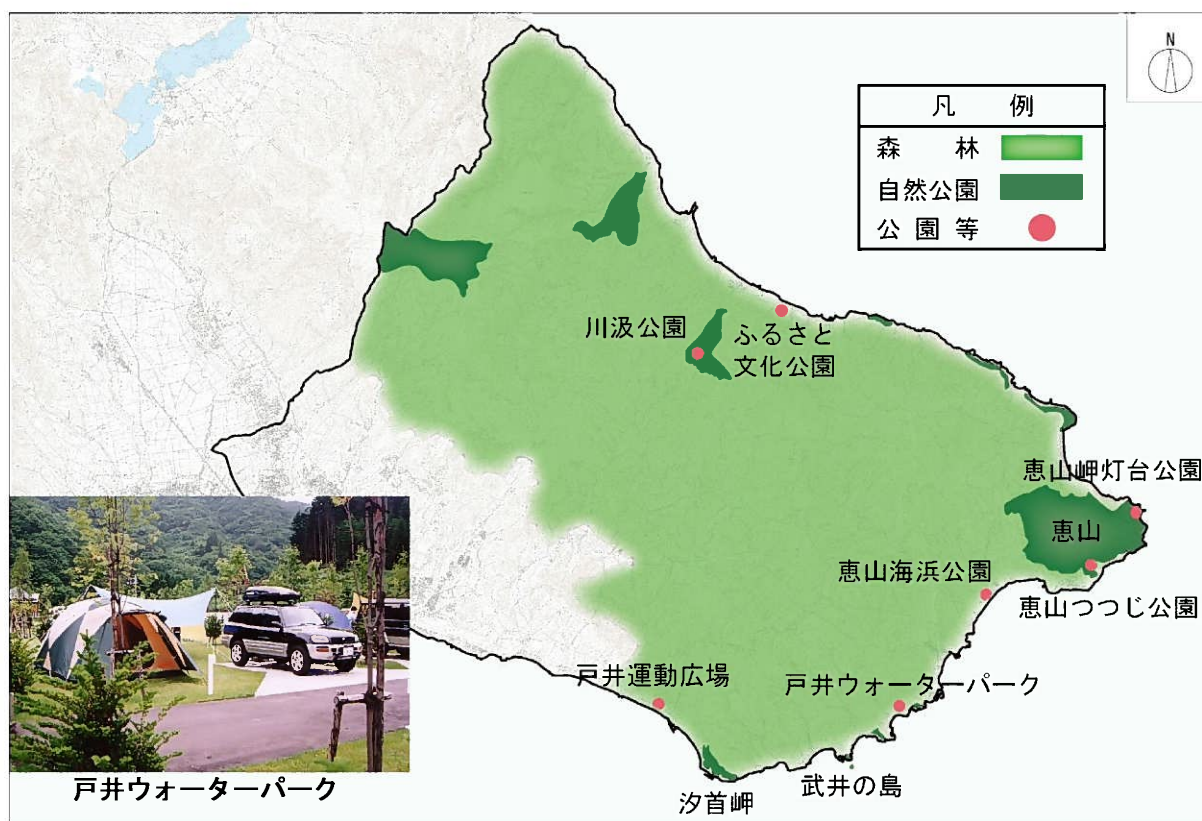 N
凡 例
森 林
自然公園
公 園 等
川汲公園
ふるさと
文化公園
恵山岬灯台公園
恵山
恵山海浜公園
恵山つつじ公園
戸井運動広場
戸井ウォーターパーク
武井の島
汐首岬
戸井ウォーターパーク